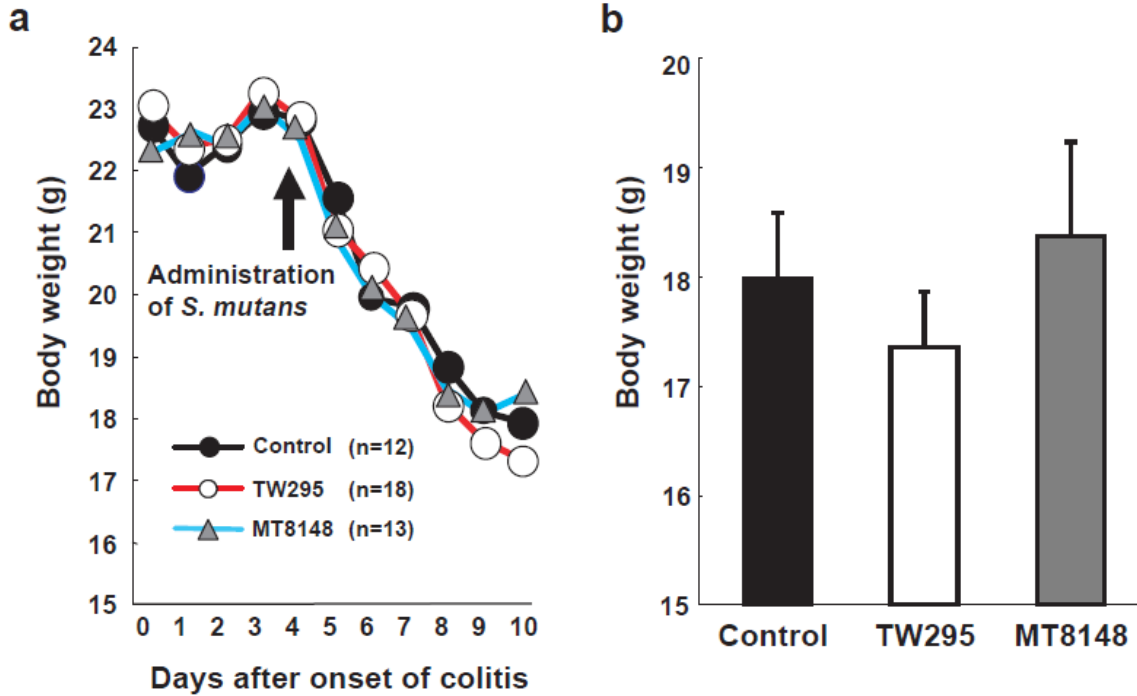 a
24
23
22
21
20
19
18
17
16
15
Body weight (g)
Administration
of S. mutans
Control (n=12)
TW295 (n=18)
MT8148 (n=13)
0 1 2 3 4 5 6 7 8 9 10
Days after onset of colitis
b
20
19
18
17
16
15
Body weight (g)
Control TW295 MT8148